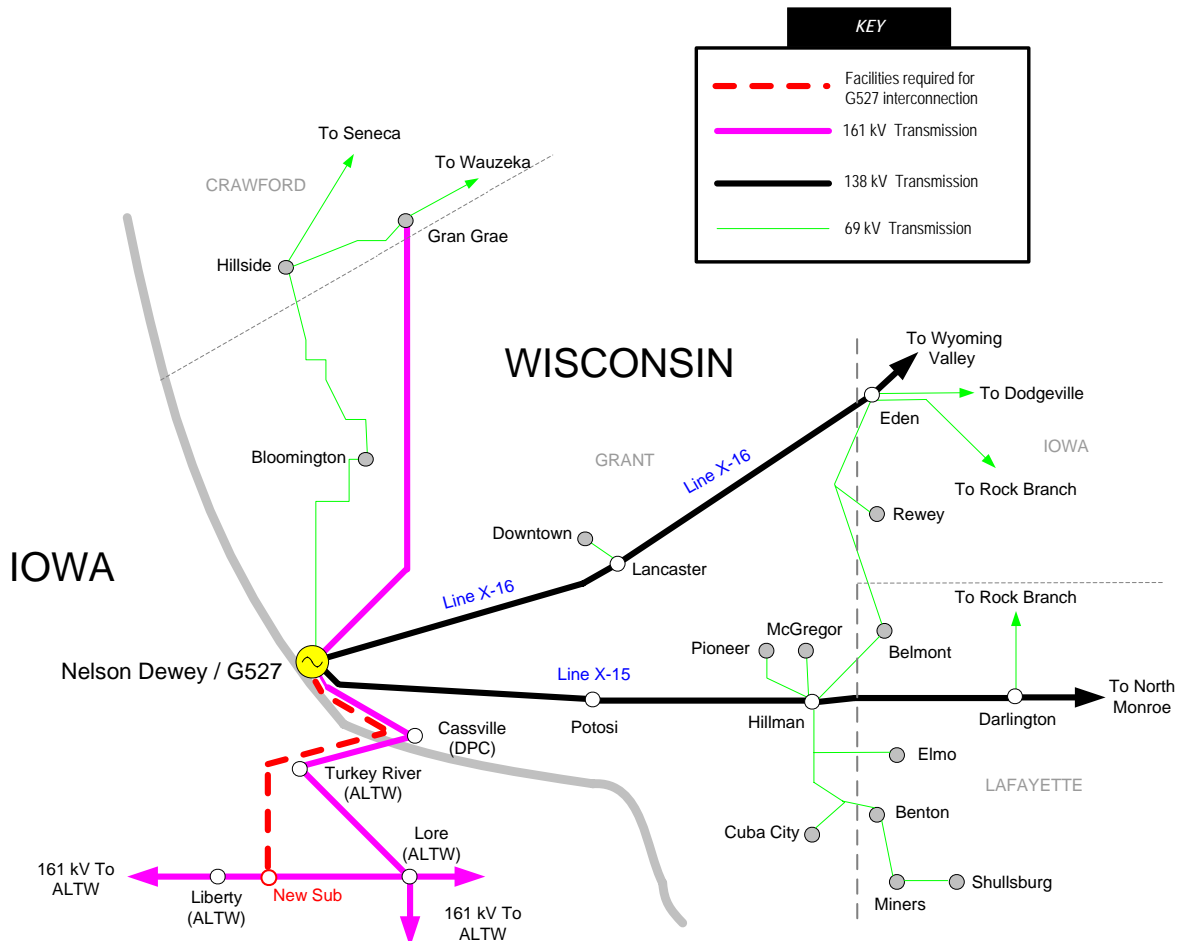 KEY
Facilities required for
G527 interconnection
161 kV Transmission
138 kV Transmission
69 kV Transmission
To Seneca
To Wauzeka
CRAWFORD
Gran Grae
Hillside
To Wyoming
Valley
WISCONSIN
To Dodgeville
Eden
IOWA
Bloomington
GRANT
Line X-16
To Rock Branch
Rewey
Downtown
Lancaster
IOWA
Line X-16
To Rock Branch
McGregor
Pioneer
Belmont
Nelson Dewey / G527
Line X-15
To North
Monroe
Potosi
Hillman
Darlington
Cassville
(DPC)
Elmo
Turkey River
(ALTW)
LAFAYETTE
Benton
Cuba City
Lore
(ALTW)
161 kV To
ALTW
Liberty
(ALTW)
New Sub
Shullsburg
Miners
161 kV To
ALTW